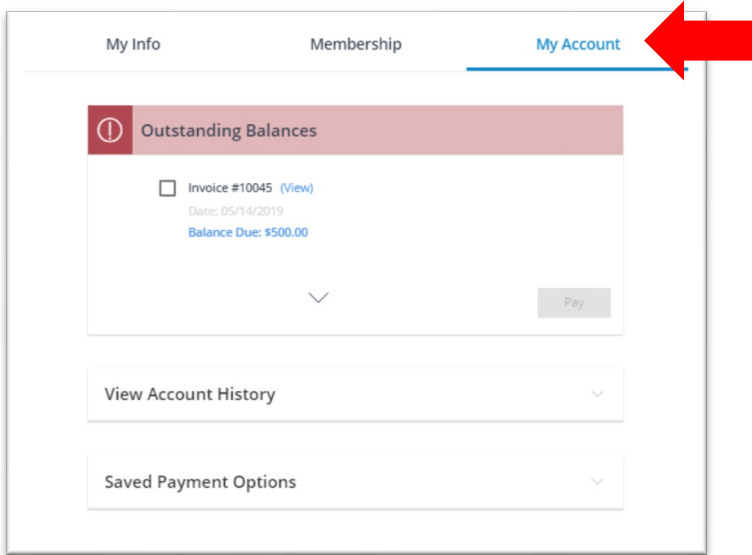 My Info Membership My Account
Outstanding Balances
Invoice #10045 (View)
Date: 05/14/2019
Balance Due: $500.00
Pay
View Account History
Saved Payment Options